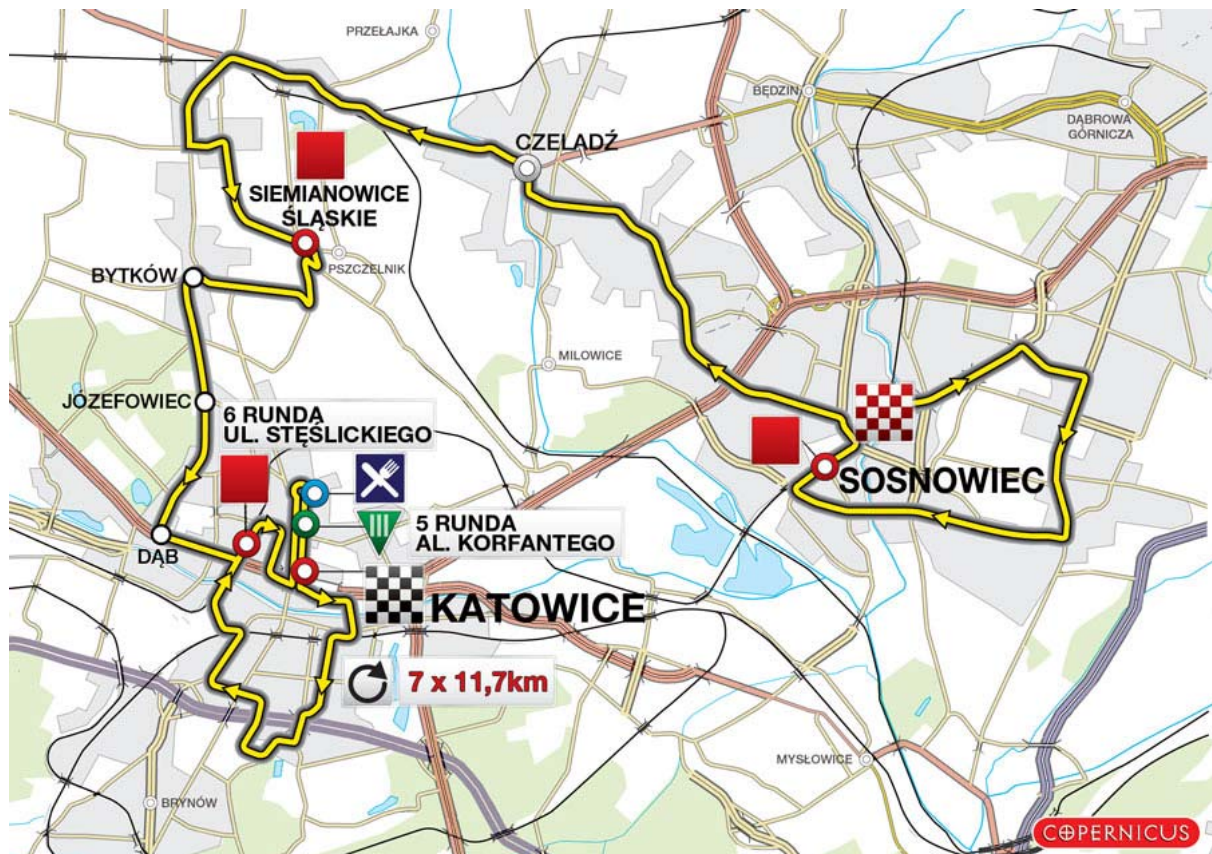 PRZEŁAJKA
BĘDZIN
DĄBROWA
GÓRNICZA
CZELADŹ
SIEMIANOWICE
ŚLĄSKIE
PSZCZELNIK
BYTKÓW
MILOWICE
JÓZEFOWIEC
6 RUNDA
UL. STĘŚLICKIEGO
SOSNOWIEC
5 RUNDA
AL. KORFANTEGO
DĄB
KATOWICE
7 x 11,7km
MYSŁOWICE
BRYNÓW
COPERNICUS